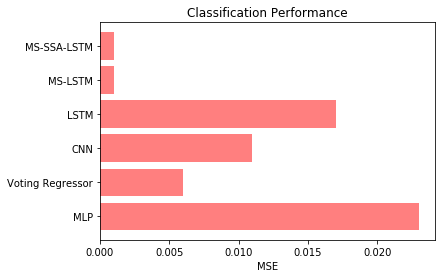 Classification Performance
MS-SSA-LSTM
MS-LSTM
LSTM
CNN
Voting Regressor
MLP
0.000 0.005 0.010 0.015 0.020
MSE